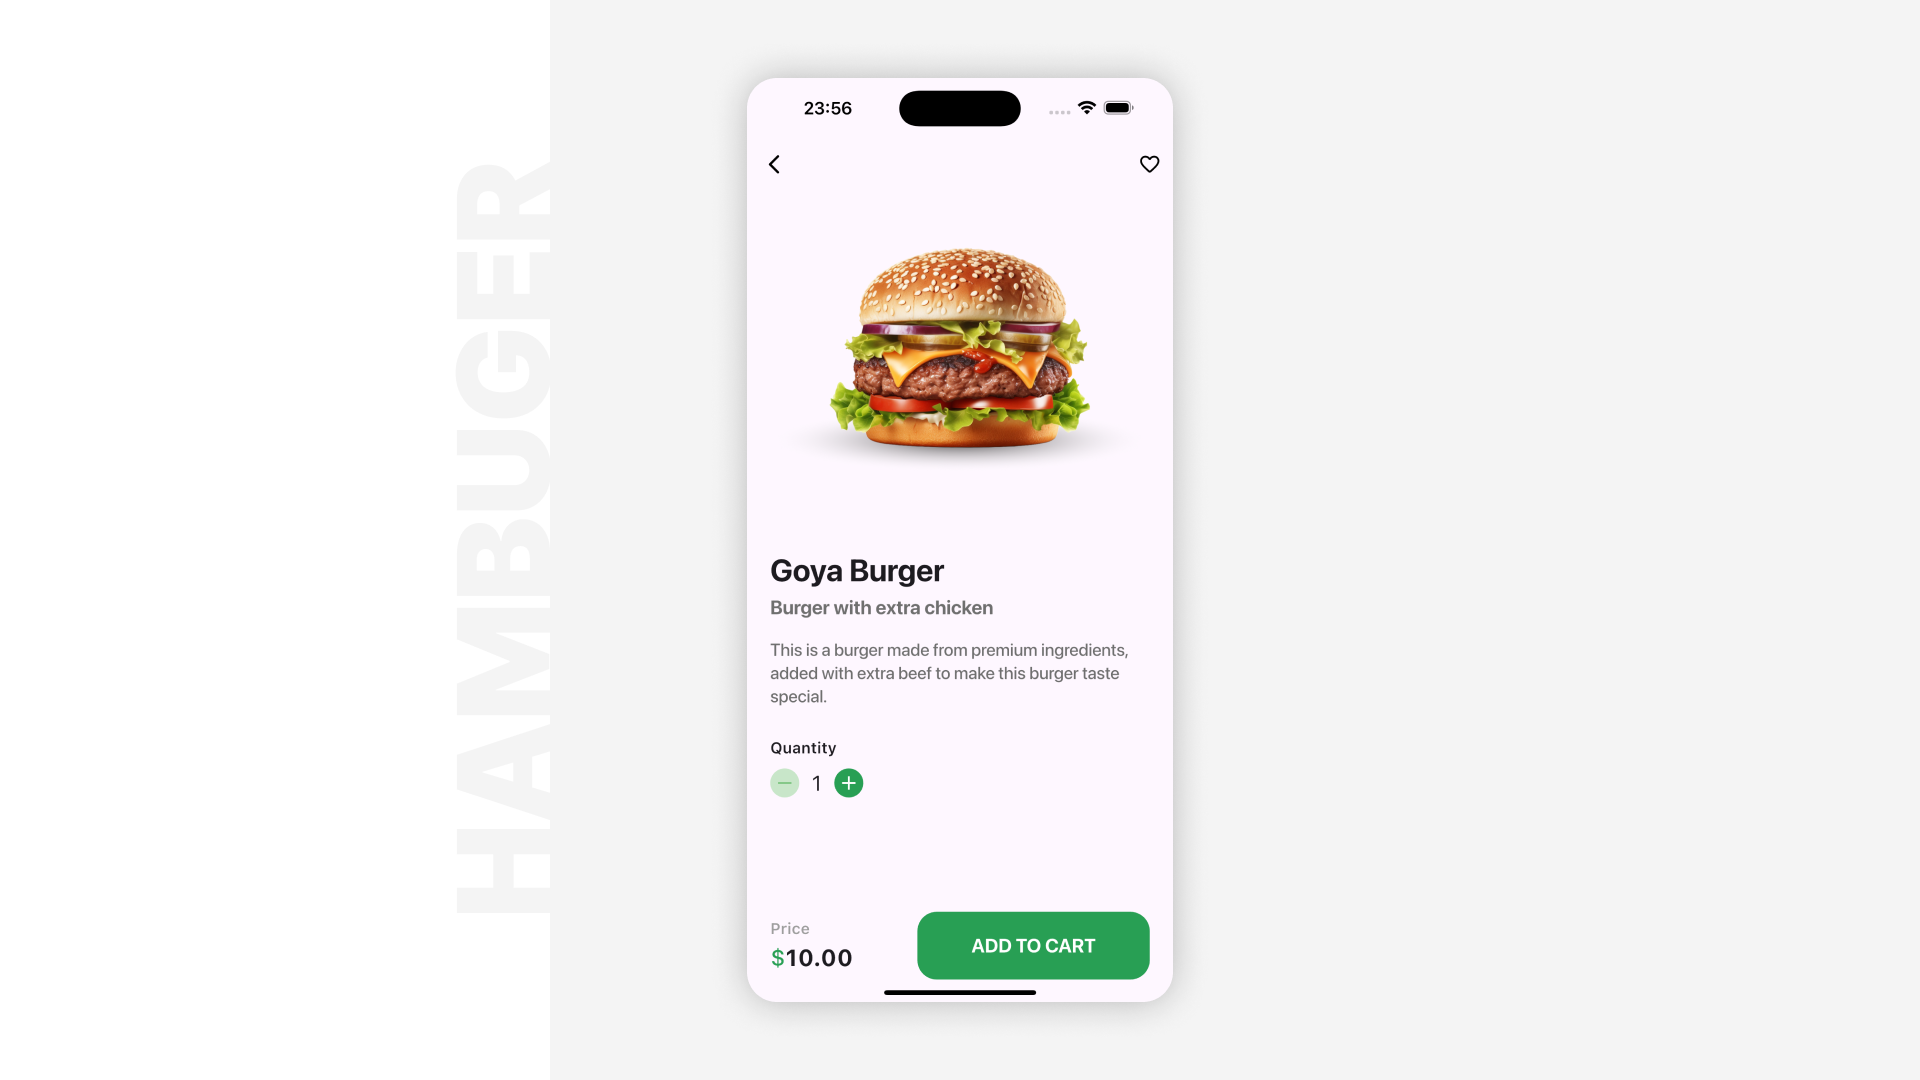 HAMBUGER
23:56
Goya Burger
Burger with extra chicken
This is a burger made from premium ingredients,
added with extra beef to make this burger taste
special.
Quantity
1
Price
$10.00
ADD TO CART